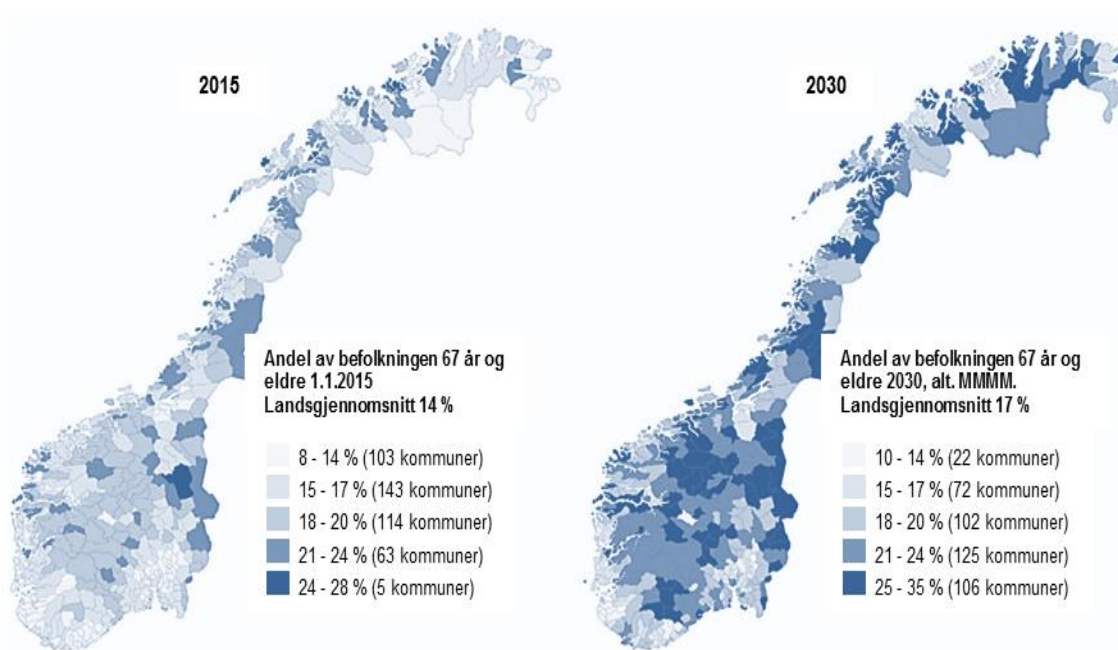 2015
Andel av befolkningen 67 år og
eldre 1.1.2015
Landsgjennomsnitt 14 %
8 - 14 % (103 kommuner)
15 - 17 % (143 kommuner)
18 - 20 % (114 kommuner)
21 - 24 % (63 kommuner)
24 - 28 % (5 kommuner)
2030
Andel av befolkningen 67 år og
eldre 2030, alt. MMMM.
Landsgjennomsnitt 17 %
10 - 14 % (22 kommuner)
15 - 17 % (72 kommuner)
18 - 20 % (102 kommuner)
21 - 24 % (125 kommuner)
25 - 35 % (106 kommuner)